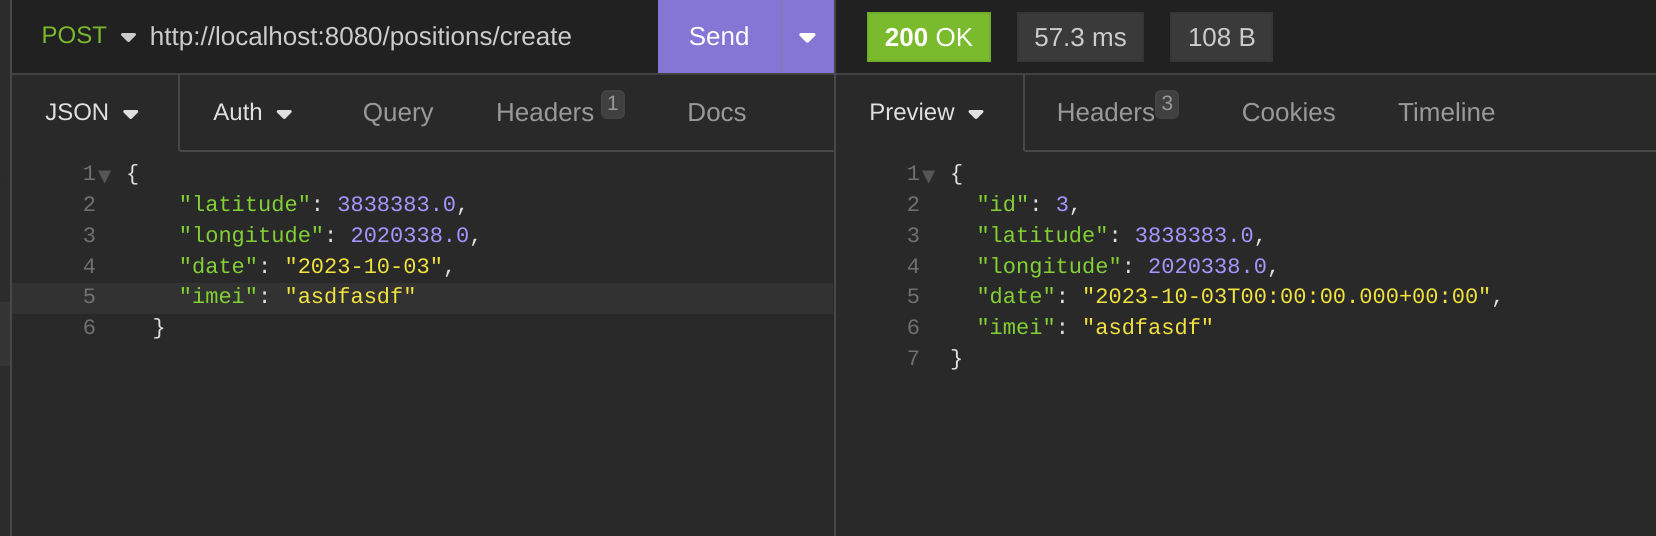 POST http://localhost:8080/positions/create Send 200 OK 57.3 ms 108 B
JSON Auth Query Headers 1 Docs Preview Headers 3 Cookies Timeline
1 {
2 "latitude": 3838383.0,
3 "longitude": 2020338.0,
4 "date": "2023-10-03",
5 "imei": "asdfasdf"
6 }
1 {
2 "id": 3,
3 "latitude": 3838383.0,
4 "longitude": 2020338.0,
5 "date": "2023-10-03T00:00:00.000+00:00",
6 "imei": "asdfasdf"
7 }